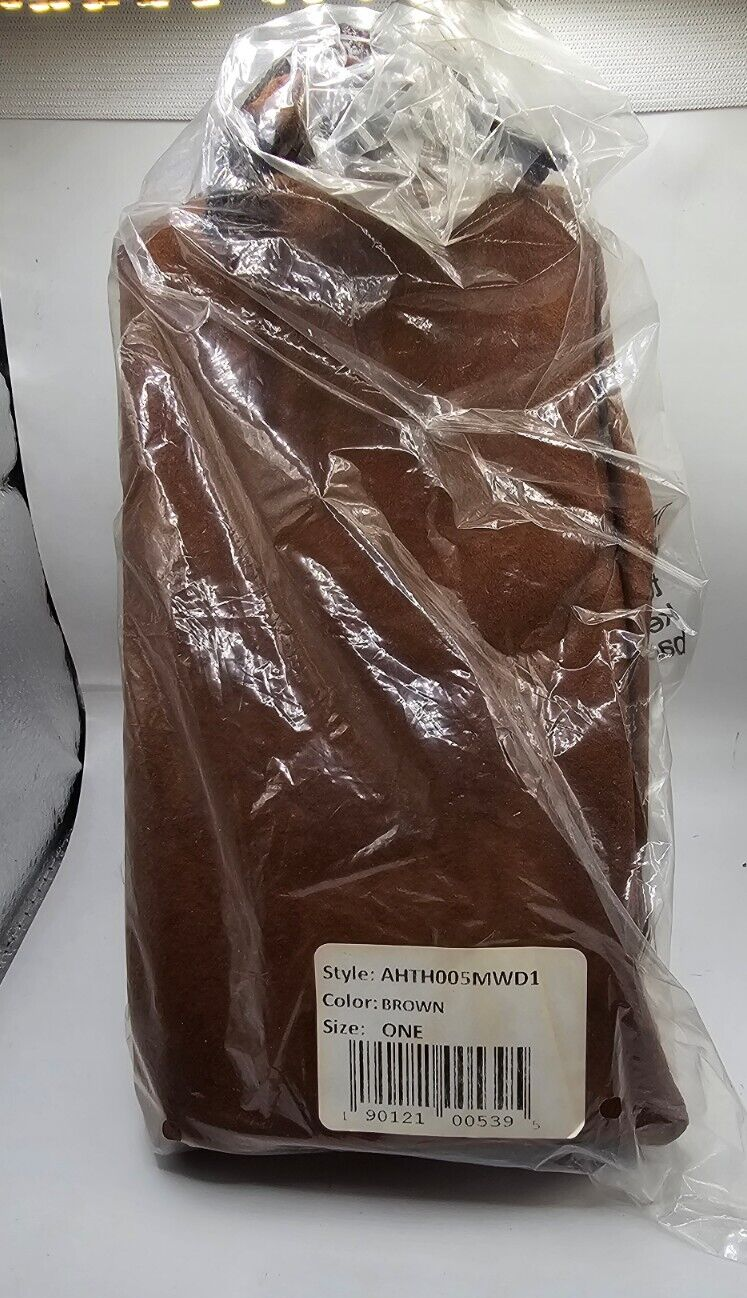 Style: AHTH005MWD1
Color: BROWN
Size: ONE
1 90121 00539 5